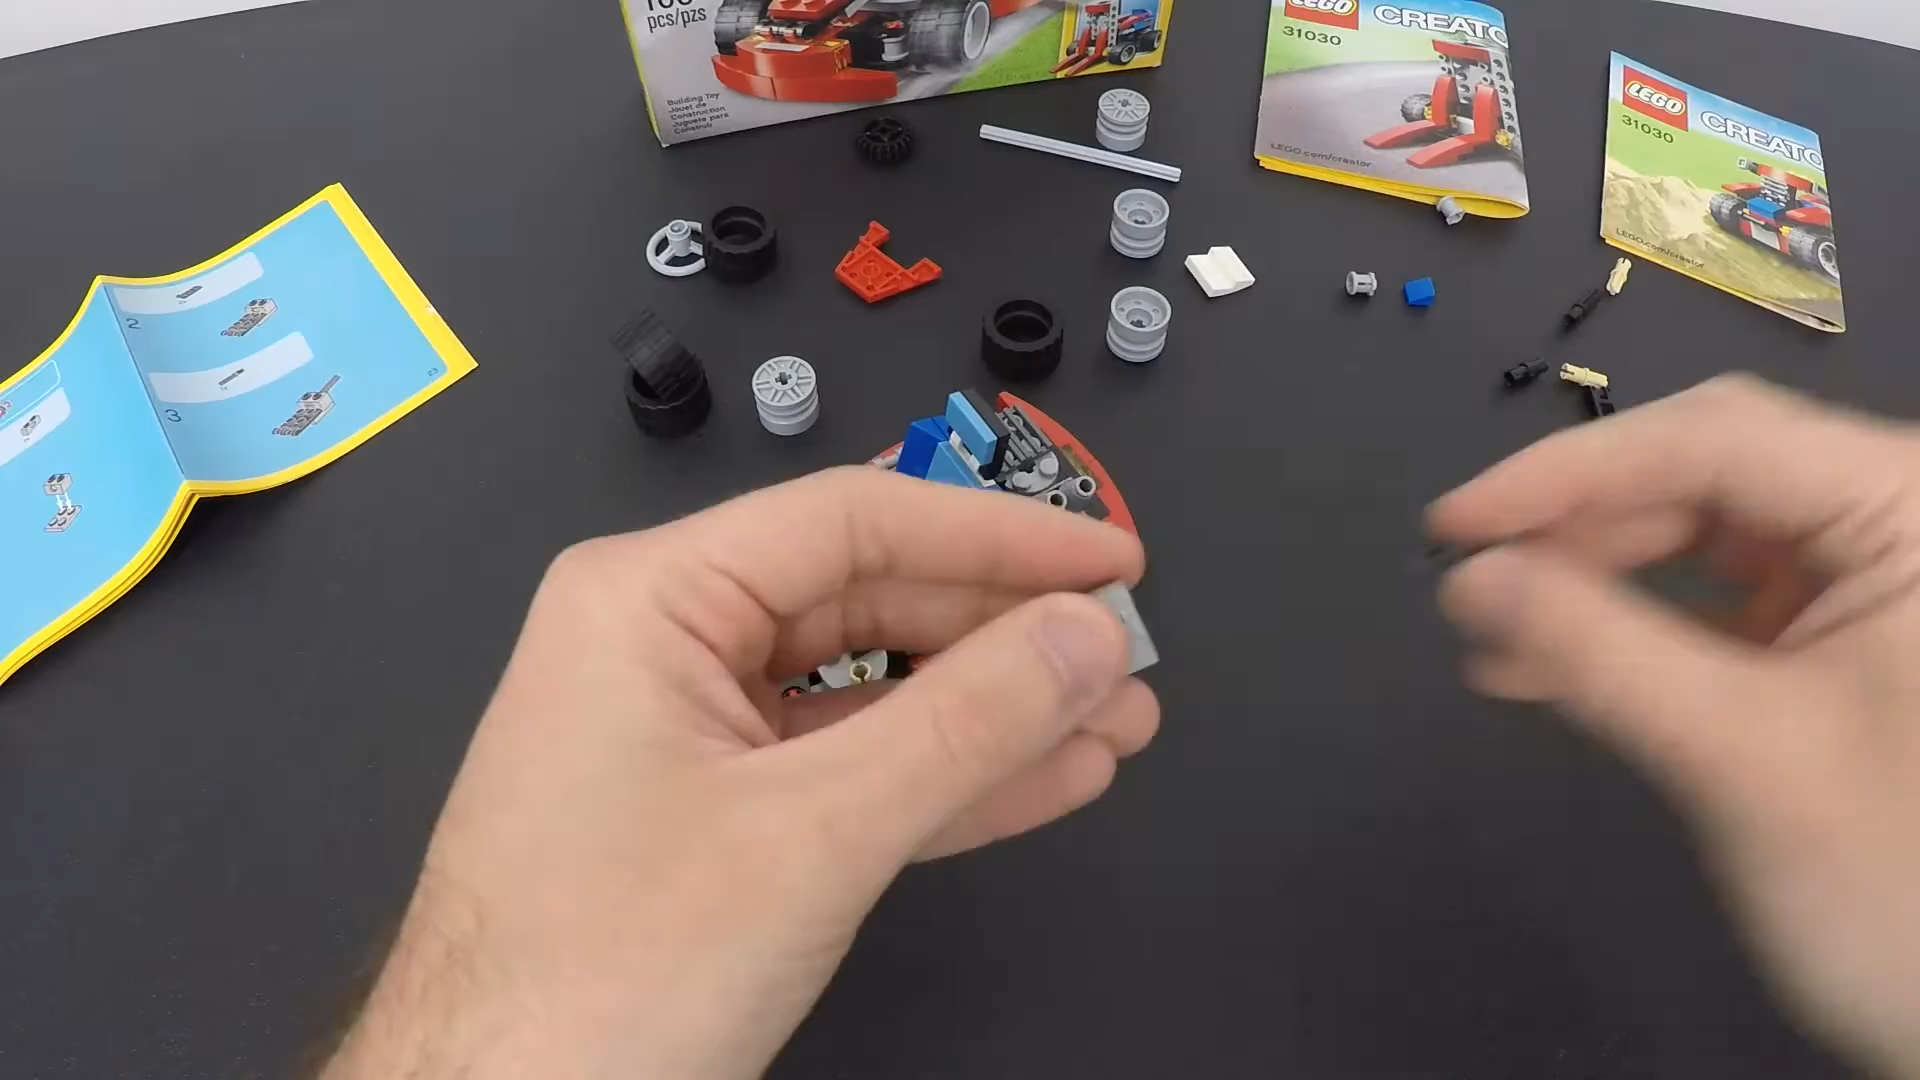 pcs/pzs
Building Toy
Jouet de
Construction
Juguete para
Construir
LEGO CREATO
31030
LEGO.com/creator
LEGO CREATO
31030
LEGO.com/creator
2
3
23